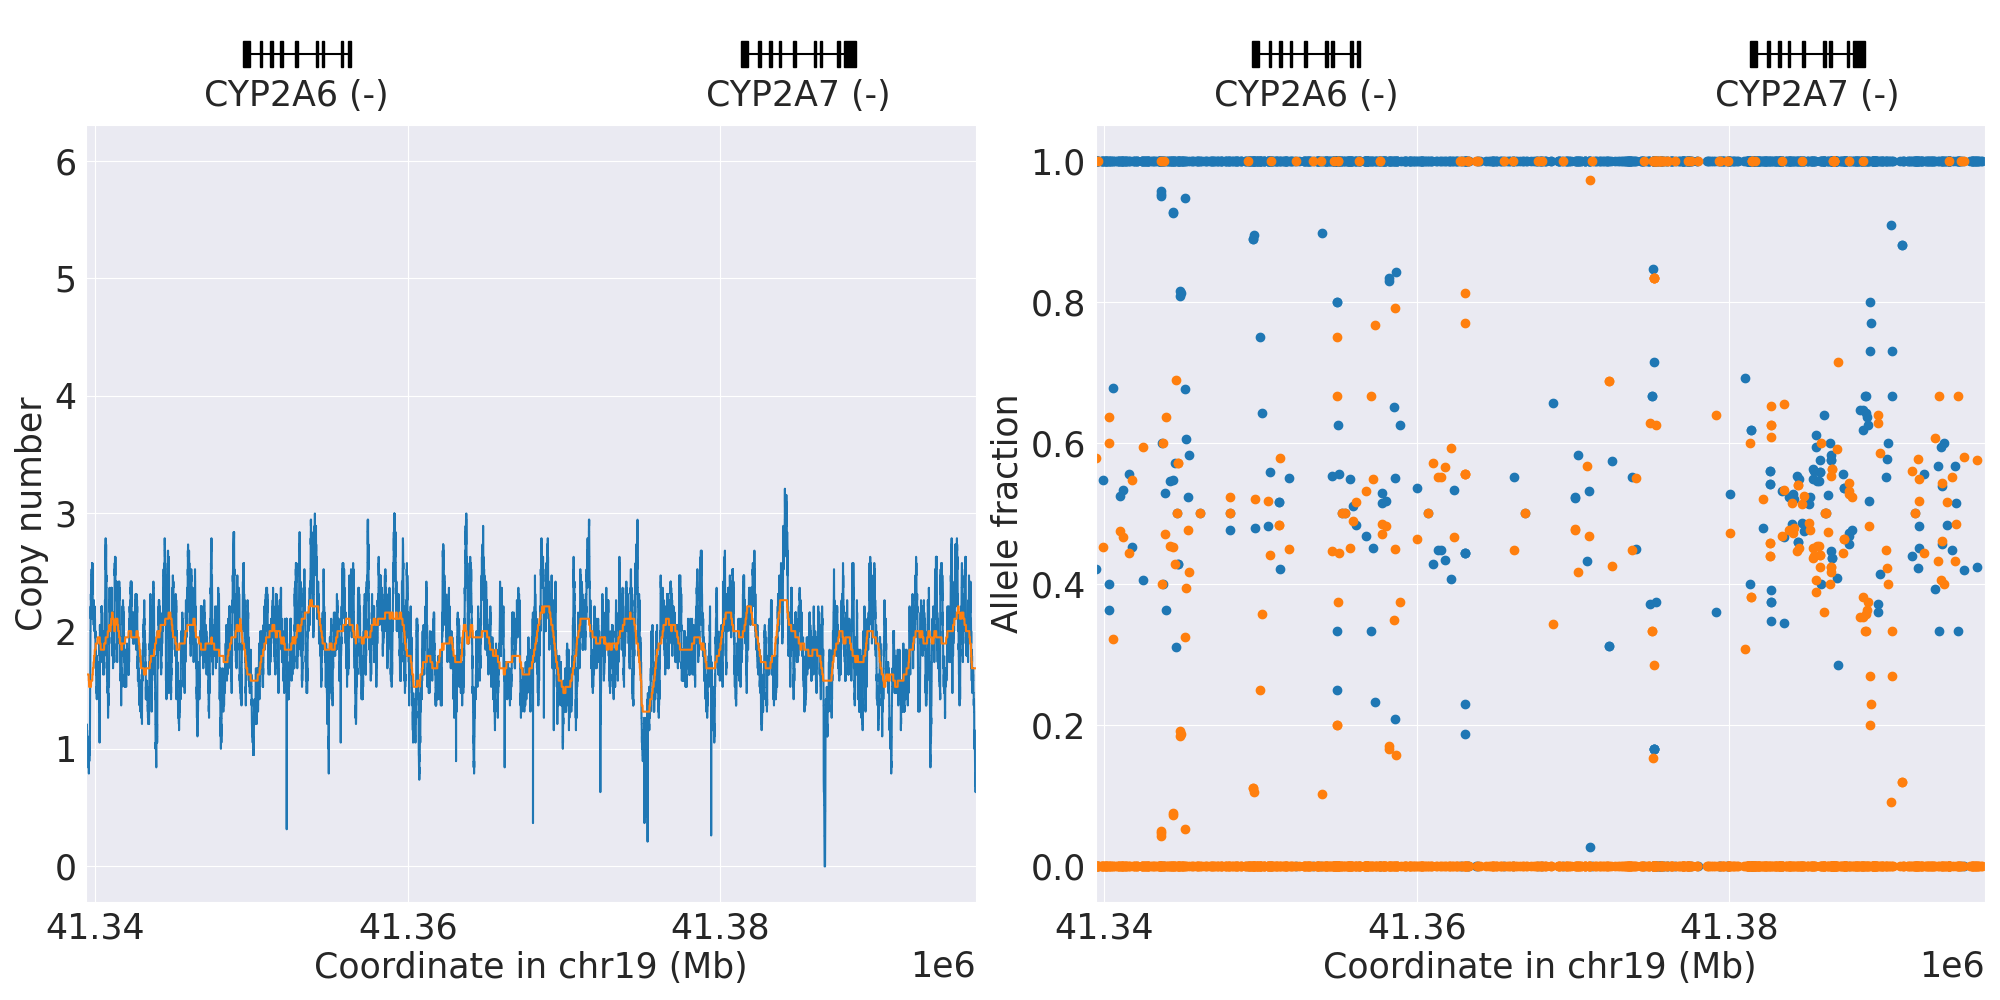 CYP2A6 (-) CYP2A7 (-)
6
5
4
3
2
1
0
Copy number
41.34 41.36 41.38
Coordinate in chr19 (Mb) 1e6
CYP2A6 (-) CYP2A7 (-)
1.0
0.8
0.6
0.4
0.2
0.0
Allele fraction
41.34 41.36 41.38
Coordinate in chr19 (Mb) 1e6